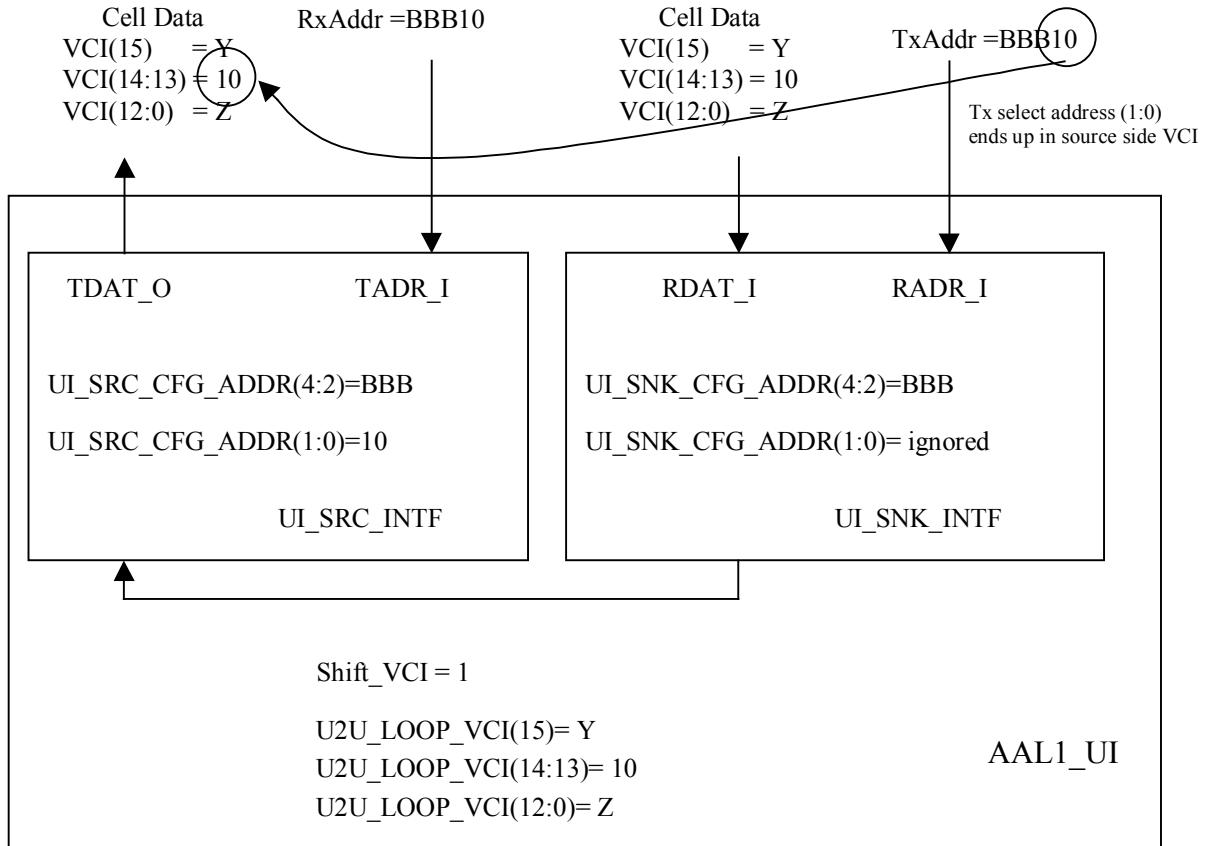 Cell Data
VCI(15) = Y
VCI(14:13) = 10
VCI(12:0) = Z
RxAddr =BBB10
Cell Data
VCI(15) = Y
VCI(14:13) = 10
VCI(12:0) = Z
TxAddr =BBB10
Tx select address (1:0)
ends up in source side VCI
TDAT_O TADR_I
UI_SRC_CFG_ADDR(4:2)=BBB
UI_SRC_CFG_ADDR(1:0)=10
UI_SRC_INTF
RDAT_I RADR_I
UI_SNK_CFG_ADDR(4:2)=BBB
UI_SNK_CFG_ADDR(1:0)= ignored
UI_SNK_INTF
Shift_VCI = 1
U2U_LOOP_VCI(15)= Y
U2U_LOOP_VCI(14:13)= 10
U2U_LOOP_VCI(12:0)= Z
AAL1_UI